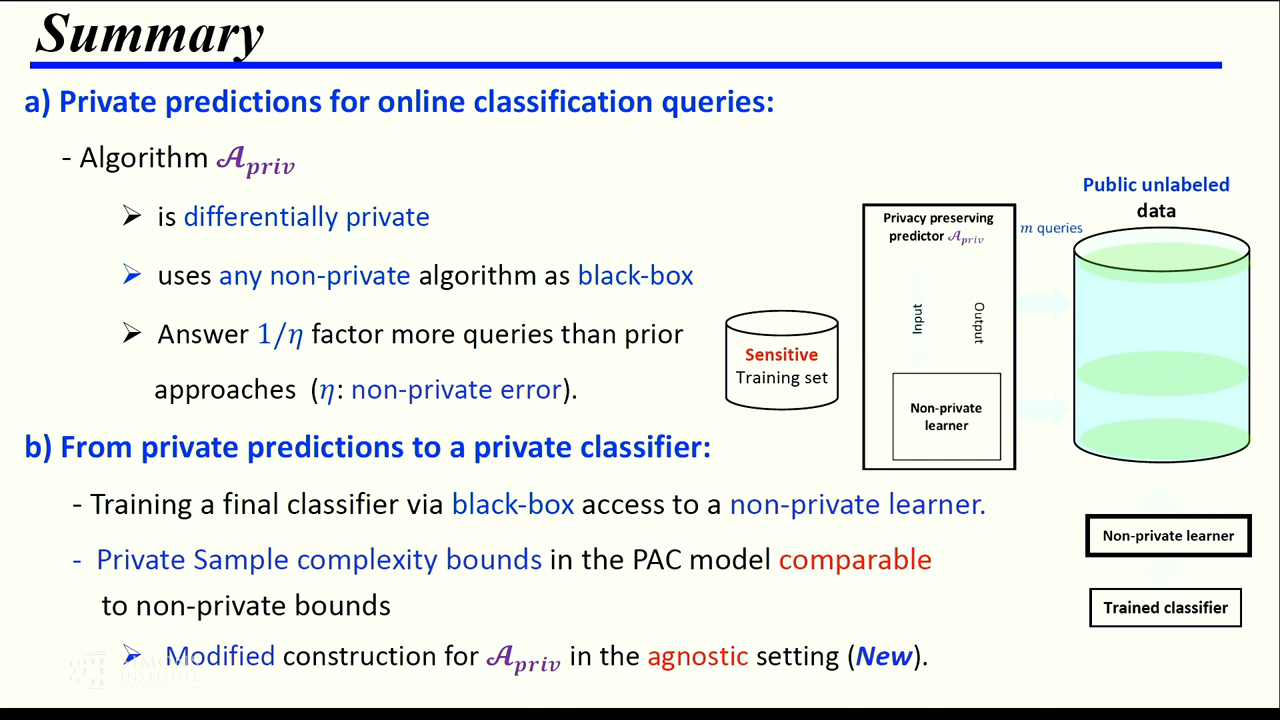 Summary
a) Private predictions for online classification queries:
- Algorithm 𝓐priv
➢ is differentially private
➢ uses any non-private algorithm as black-box
➢ Answer 1/η factor more queries than prior
approaches (η: non-private error).
b) From private predictions to a private classifier:
- Training a final classifier via black-box access to a non-private learner.
- Private Sample complexity bounds in the PAC model comparable
to non-private bounds
➢ Modified construction for 𝓐priv in the agnostic setting (New).
Sensitive
Training set
Privacy preserving
predictor 𝓐priv
Input
Output
Non-private
learner
m queries
Public unlabeled
data
Non-private learner
Trained classifier
INSTITUTE